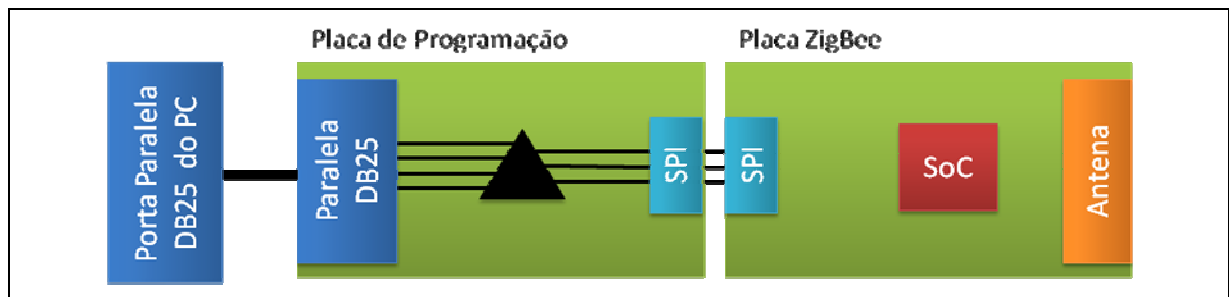 Placa de Programação
Placa ZigBee
Porta Paralela
DB25 do PC
Paralela
DB25
SPI
SPI
SoC
Antena